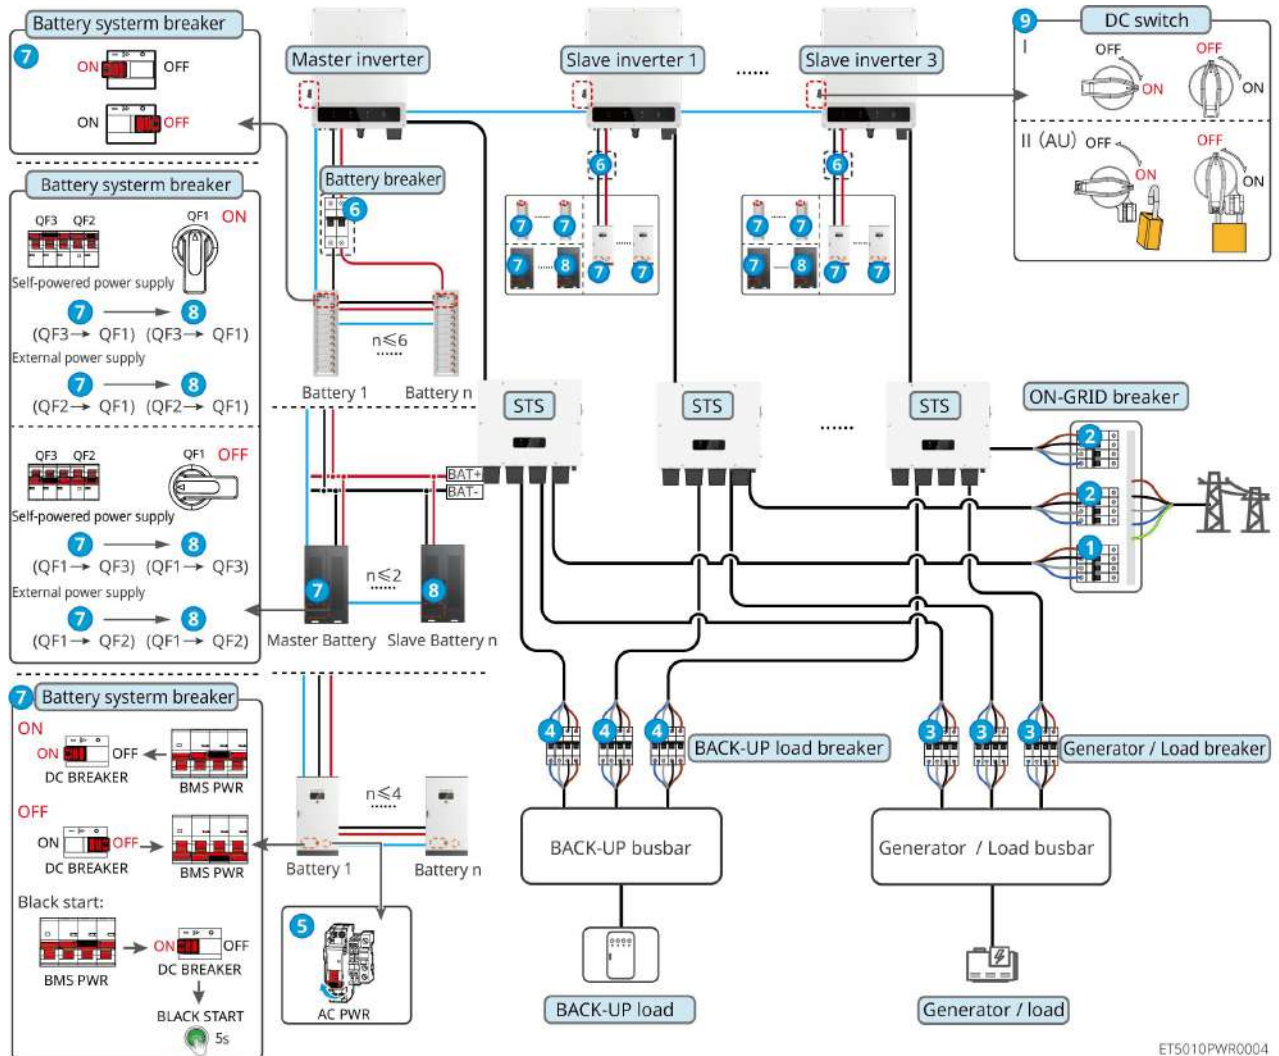 Battery systerm breaker
7
ON
OFF
ON
OFF
Battery systerm breaker
QF3
QF2
QF1
ON
Self-powered power supply
7
8
(QF3→ QF1)
(QF3→ QF1)
External power supply
7
8
(QF2→ QF1)
(QF2→ QF1)
QF3
QF2
QF1
OFF
Self-powered power supply
7
8
(QF1→ QF3)
(QF1→ QF3)
External power supply
7
8
(QF1→ QF2)
(QF1→ QF2)
7
Battery systerm breaker
ON
ON
OFF
DC BREAKER
BMS PWR
OFF
ON
OFF
DC BREAKER
BMS PWR
Black start:
ON
OFF
BMS PWR
DC BREAKER
BLACK START
5s
Master inverter
Slave inverter 1
......
Slave inverter 3
Battery breaker
6
6
6
7
......
7
7
......
8
......
7
7
7
......
7
7
......
8
......
7
7
n≤6
......
Battery 1
Battery n
STS
STS
......
STS
BAT+
BAT-
7
n≤2
......
8
Master Battery
Slave Battery n
n≤4
......
Battery 1
Battery n
5
AC PWR
9
DC switch
I
OFF
ON
OFF
ON
II (AU)
OFF
ON
OFF
ON
ON-GRID breaker
2
2
1
4
4
4
BACK-UP load breaker
3
3
3
Generator / Load breaker
BACK-UP busbar
Generator / Load busbar
BACK-UP load
Generator / load
ET5010PWR0004